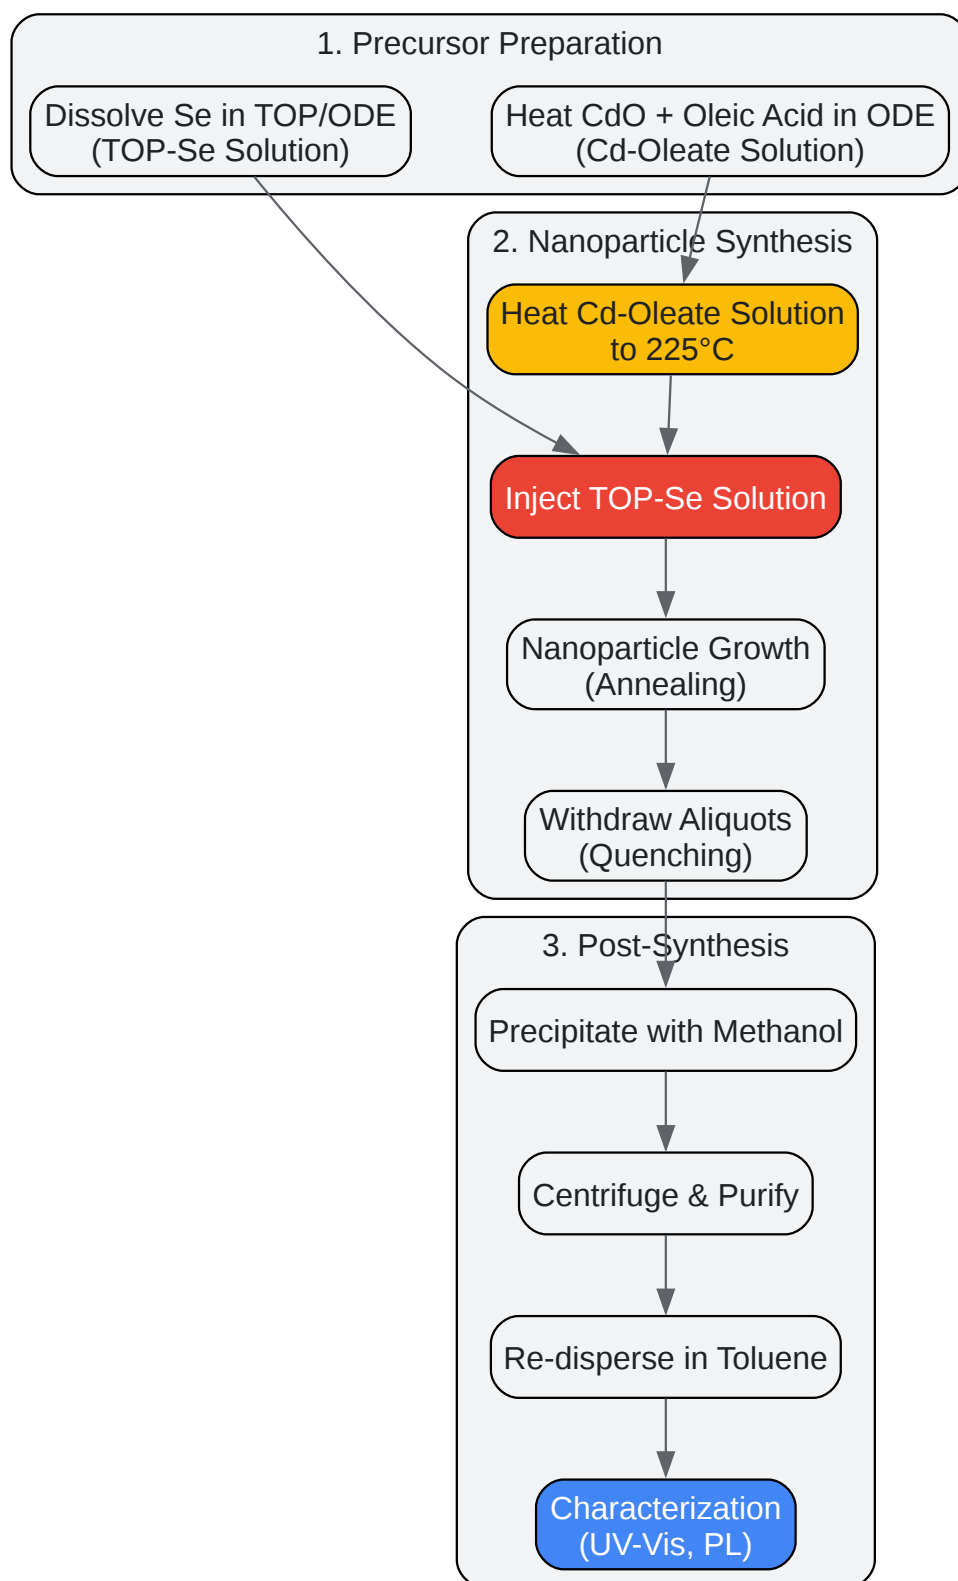 1. Precursor Preparation
Dissolve Se in TOP/ODE
(TOP-Se Solution)
Heat CdO + Oleic Acid in ODE
(Cd-Oleate Solution)
2. Nanoparticle Synthesis
Heat Cd-Oleate Solution
to 225°C
Inject TOP-Se Solution
Nanoparticle Growth
(Annealing)
Withdraw Aliquots
(Quenching)
3. Post-Synthesis
Precipitate with Methanol
Centrifuge & Purify
Re-disperse in Toluene
Characterization
(UV-Vis, PL)